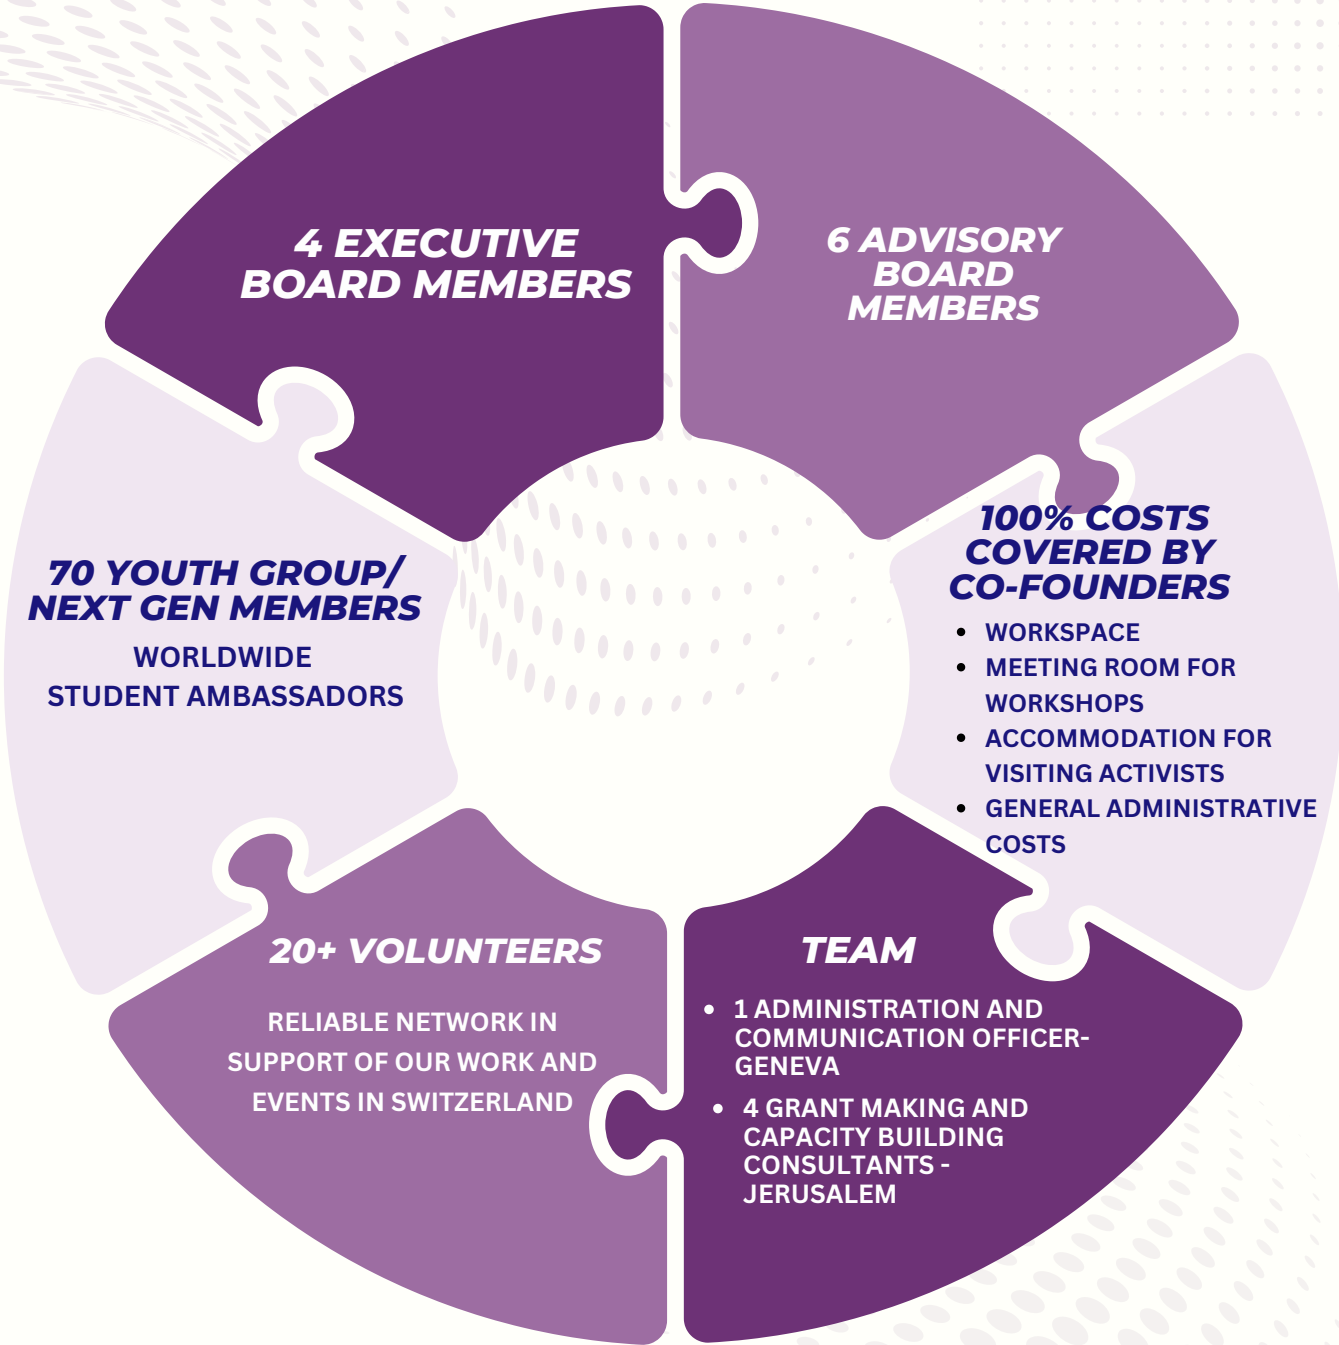 4 EXECUTIVE
BOARD MEMBERS
6 ADVISORY
BOARD
MEMBERS
70 YOUTH GROUP/
NEXT GEN MEMBERS
WORLDWIDE
STUDENT AMBASSADORS
100% COSTS
COVERED BY
CO-FOUNDERS
• WORKSPACE
• MEETING ROOM FOR
WORKSHOPS
• ACCOMMODATION FOR
VISITING ACTIVISTS
• GENERAL ADMINISTRATIVE
COSTS
20+ VOLUNTEERS
RELIABLE NETWORK IN
SUPPORT OF OUR WORK AND
EVENTS IN SWITZERLAND
TEAM
• 1 ADMINISTRATION AND
COMMUNICATION OFFICER-
GENEVA
• 4 GRANT MAKING AND
CAPACITY BUILDING
CONSULTANTS -
JERUSALEM